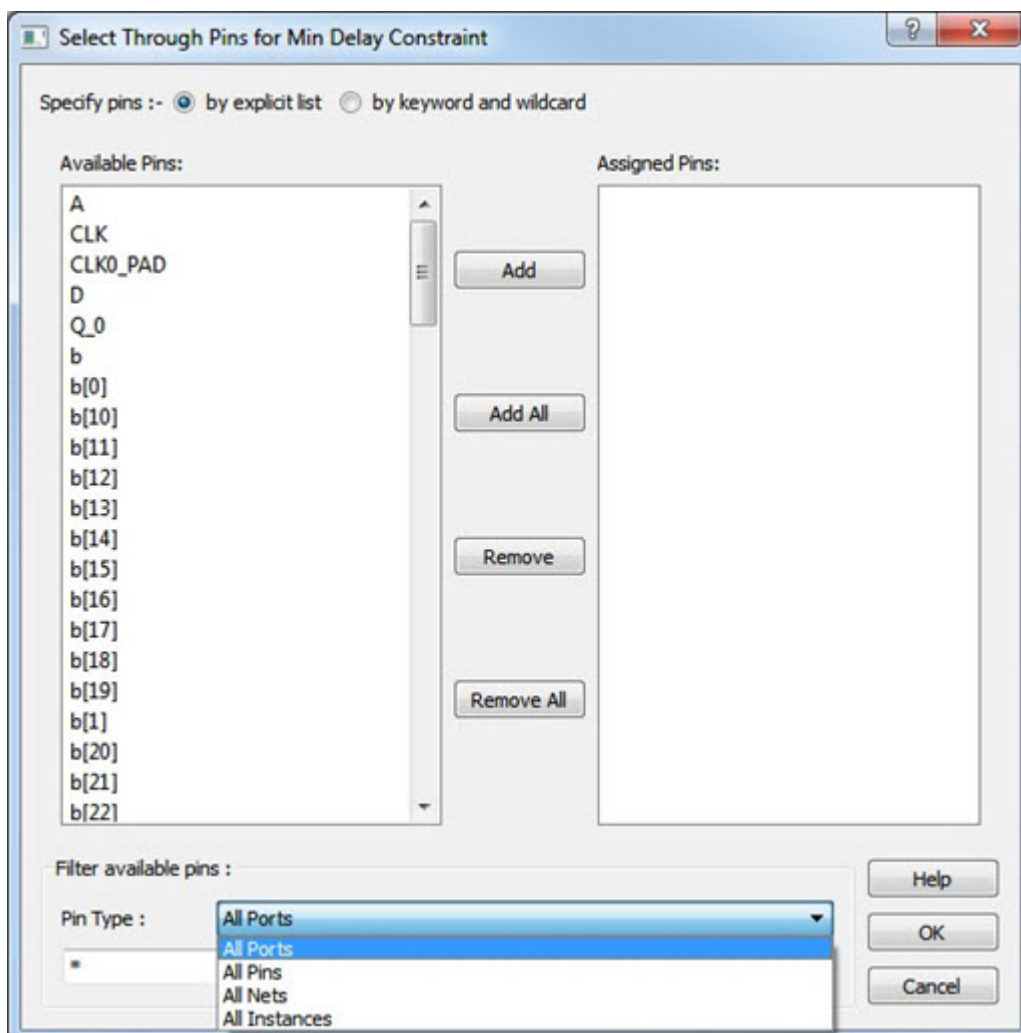 Select Through Pins for Min Delay Constraint
Specify pins :- by explicit list by keyword and wildcard
Available Pins: Assigned Pins:
A
CLK
CLK0_PAD
D
Q_0
b
b[0]
b[10]
b[11]
b[12]
b[13]
b[14]
b[15]
b[16]
b[17]
b[18]
b[19]
b[1]
b[20]
b[21]
b[22]
Add
Add All
Remove
Remove All
Filter available pins :
Pin Type : All Ports
All Ports
All Pins
All Nets
All Instances
*
Help
OK
Cancel